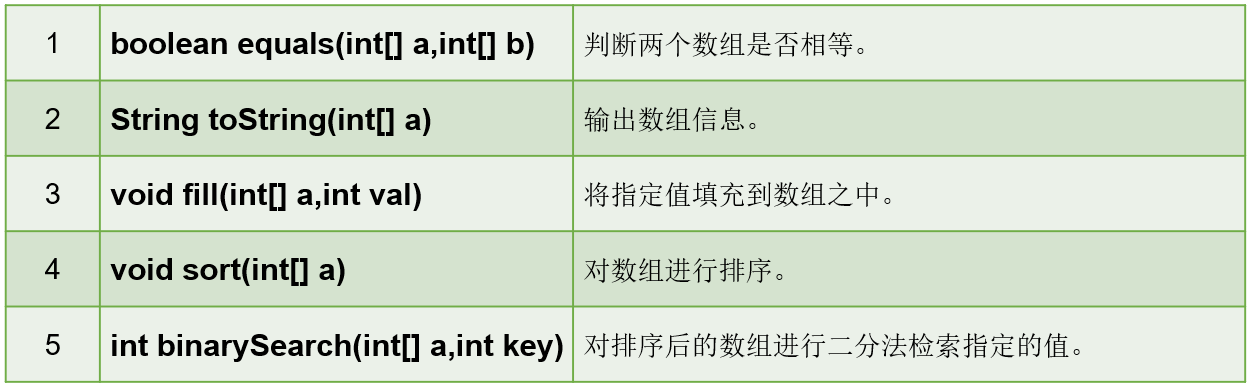 1 boolean equals(int[] a,int[] b) 判断两个数组是否相等。
2 String toString(int[] a) 输出数组信息。
3 void fill(int[] a,int val) 将指定值填充到数组之中。
4 void sort(int[] a) 对数组进行排序。
5 int binarySearch(int[] a,int key) 对排序后的数组进行二分法检索指定的值。